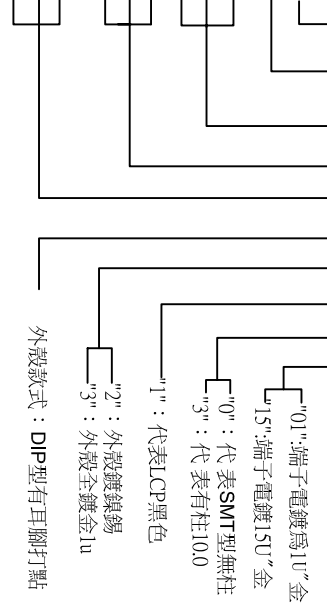 "01":端子電鍍爲1U"金
"15":端子電鍍15U"金
"0"：代 表SMT型無柱
"3"：代 表有柱10.0
"1"：代表LCP黑色
"2"：外殼鍍鎳錫
"3"：外殼全鍍金1u
外殼款式：DIP型有耳腳打點